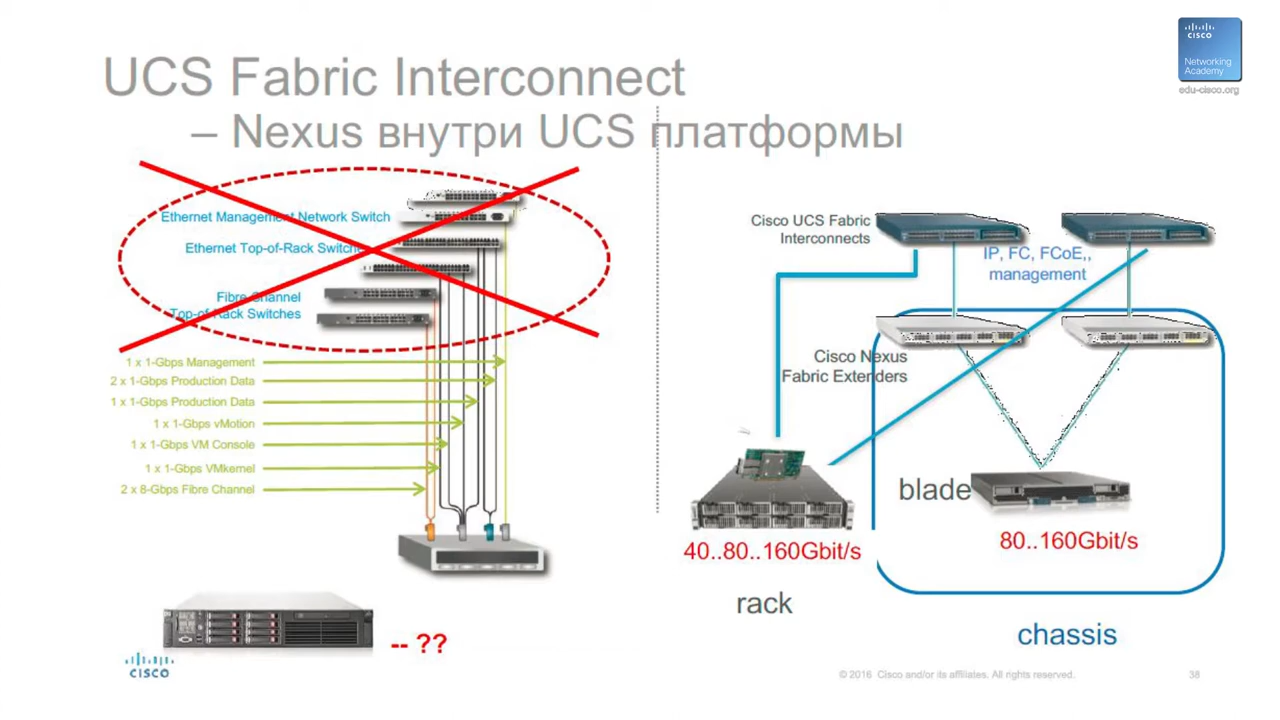 CISCO
Networking
Academy
edu-cisco.org
UCS Fabric Interconnect
– Nexus внутри UCS платформы
Ethernet Management Network Switch
Ethernet Top-of-Rack Switches
Fibre Channel
Top-of Rack Switches
1 x 1-Gbps Management
2 x 1-Gbps Production Data
1 x 1-Gbps Production Data
1 x 1-Gbps vMotion
1 x 1-Gbps VM Console
1 x 1-Gbps VMkernel
2 x 8-Gbps Fibre Channel
-- ??
Cisco UCS Fabric
Interconnects
IP, FC, FCoE,,
management
Cisco Nexus
Fabric Extenders
blade
40..80..160Gbit/s
80..160Gbit/s
rack
chassis
CISCO
© 2016 Cisco and/or its affiliates. All rights reserved.
38